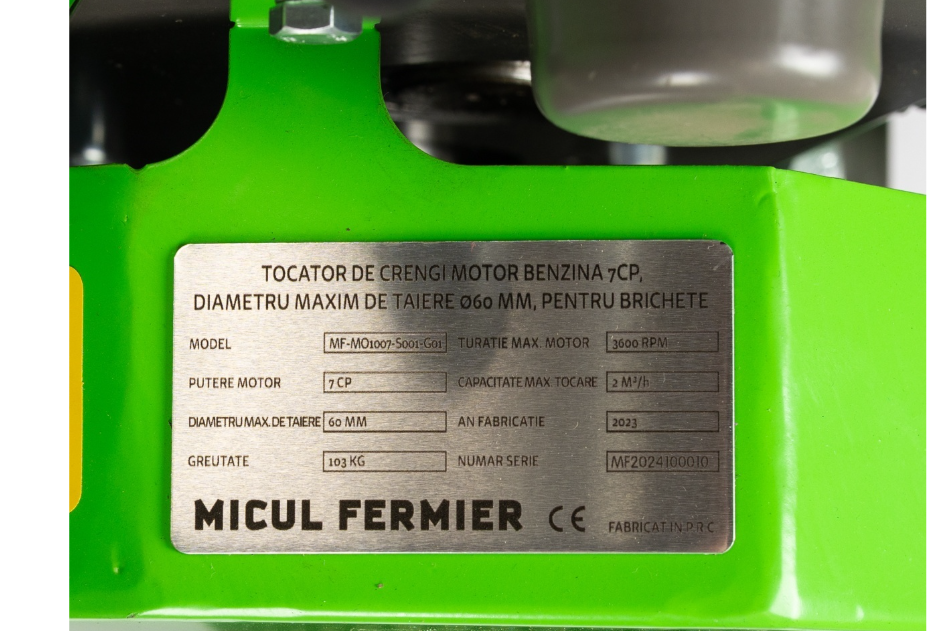 TOCATOR DE CRENGI MOTOR BENZINA 7CP,
DIAMETRU MAXIM DE TAIERE Ø60 MM, PENTRU BRICHETE
MODEL MF-MO1007-S001-G01 TURATIE MAX. MOTOR 3600 RPM
PUTERE MOTOR 7 CP CAPACITATE MAX. TOCARE 2 M³/h
DIAMETRU MAX. DE TAIERE 60 MM AN FABRICATIE 2023
GREUTATE 103 KG NUMAR SERIE MF2024100010
MICUL FERMIER CE FABRICAT IN P.R.C